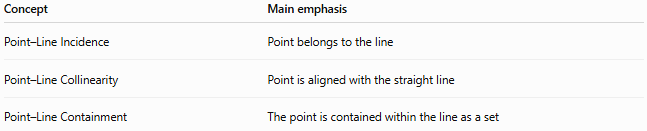 Concept Main emphasis
Point–Line Incidence Point belongs to the line
Point–Line Collinearity Point is aligned with the straight line
Point–Line Containment The point is contained within the line as a set